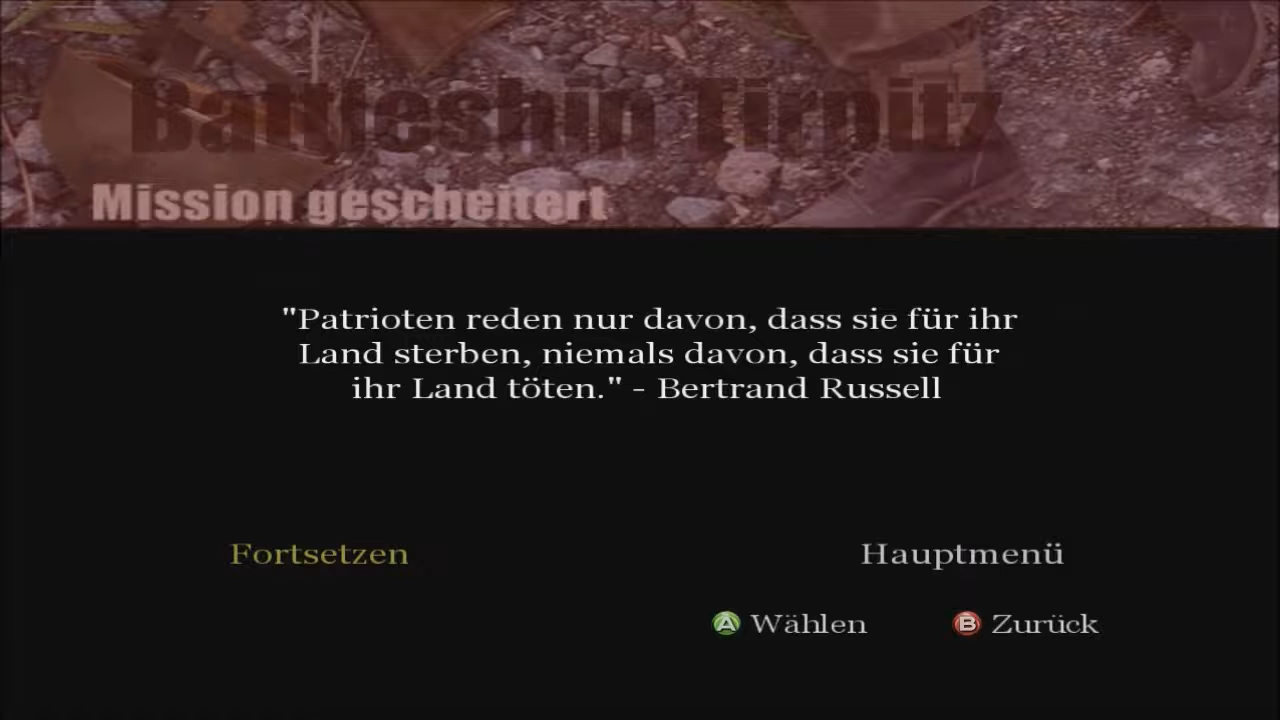 Battleship Tirpitz
Mission gescheitert
"Patrioten reden nur davon, dass sie für ihr
Land sterben, niemals davon, dass sie für
ihr Land töten." - Bertrand Russell
Fortsetzen
Hauptmenü
A Wählen
B Zurück